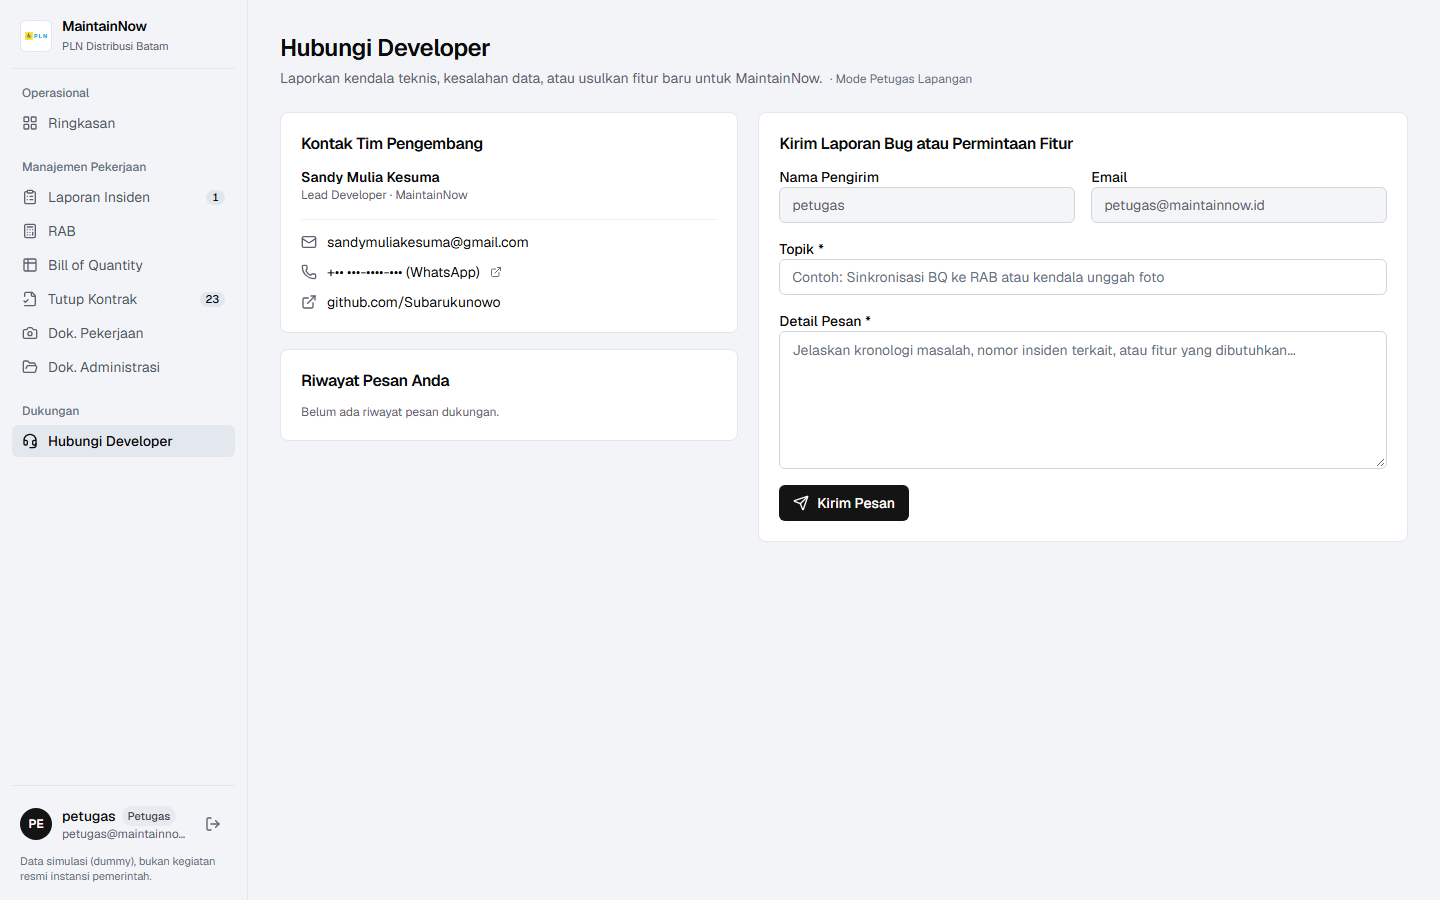 MaintainNow
PLN Distribusi Batam
Operasional
Ringkasan
Manajemen Pekerjaan
Laporan Insiden 1
RAB
Bill of Quantity
Tutup Kontrak 23
Dok. Pekerjaan
Dok. Administrasi
Dukungan
Hubungi Developer
PE
petugas Petugas
petugas@maintainno...
Data simulasi (dummy), bukan kegiatan
resmi instansi pemerintah.
Hubungi Developer
Laporkan kendala teknis, kesalahan data, atau usulkan fitur baru untuk MaintainNow. · Mode Petugas Lapangan
Kontak Tim Pengembang
Sandy Mulia Kesuma
Lead Developer · MaintainNow
sandymuliakesuma@gmail.com
+•• •••-••••-••• (WhatsApp)
github.com/Subarukunowo
Riwayat Pesan Anda
Belum ada riwayat pesan dukungan.
Kirim Laporan Bug atau Permintaan Fitur
Nama Pengirim
petugas
Email
petugas@maintainnow.id
Topik *
Contoh: Sinkronisasi BQ ke RAB atau kendala unggah foto
Detail Pesan *
Jelaskan kronologi masalah, nomor insiden terkait, atau fitur yang dibutuhkan...
Kirim Pesan